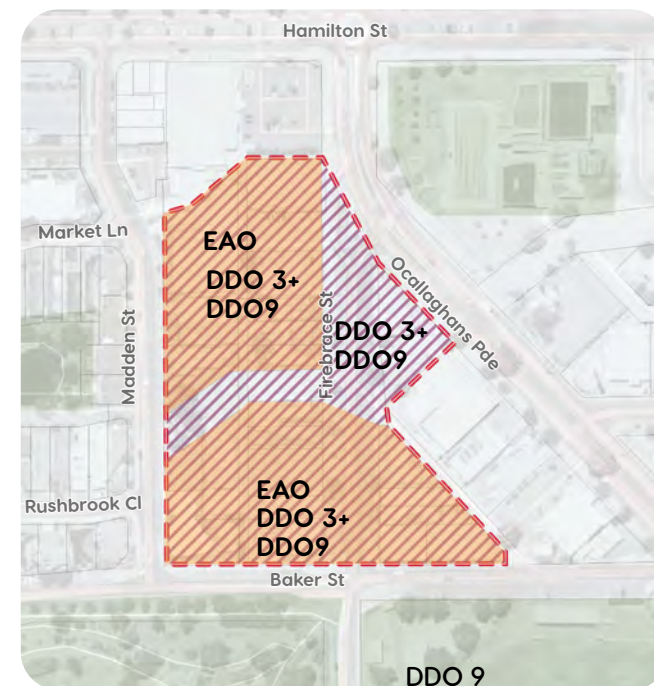 Hamilton St
Market Ln
EAO
DDO 3+
DDO9
Ocallaghans Pde
Firebrace St
DDO 3+
DDO9
Madden St
Rushbrook Cl
EAO
DDO 3+
DDO9
Baker St
DDO 9